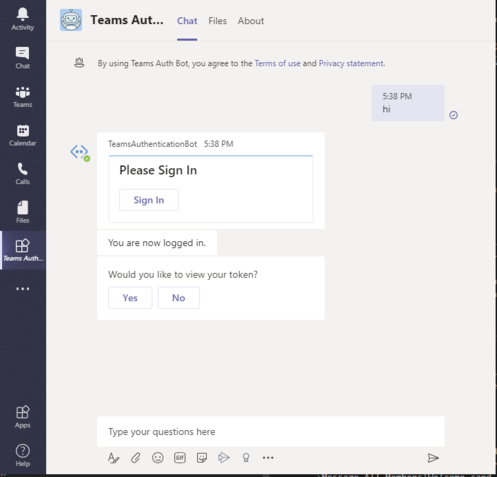 Activity
Chat
Teams
Calendar
Calls
Files
Teams Auth...
Apps
Help
Teams Aut... Chat Files About
By using Teams Auth Bot, you agree to the Terms of use and Privacy statement.
5:38 PM
hi
TeamsAuthenticationBot 5:38 PM
Please Sign In
Sign In
You are now logged in.
Would you like to view your token?
Yes No
Type your questions here
GIF